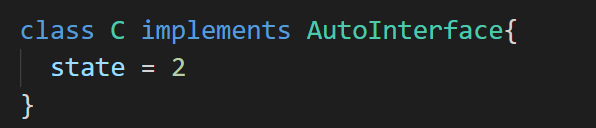 class C implements AutoInterface{
  state = 2
}